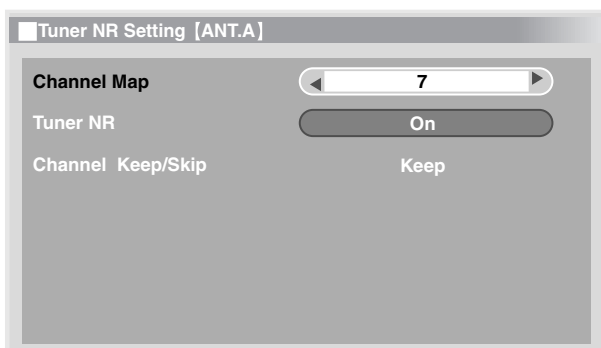 Tuner NR Setting【ANT.A】
Channel Map 7
Tuner NR On
Channel Keep/Skip Keep